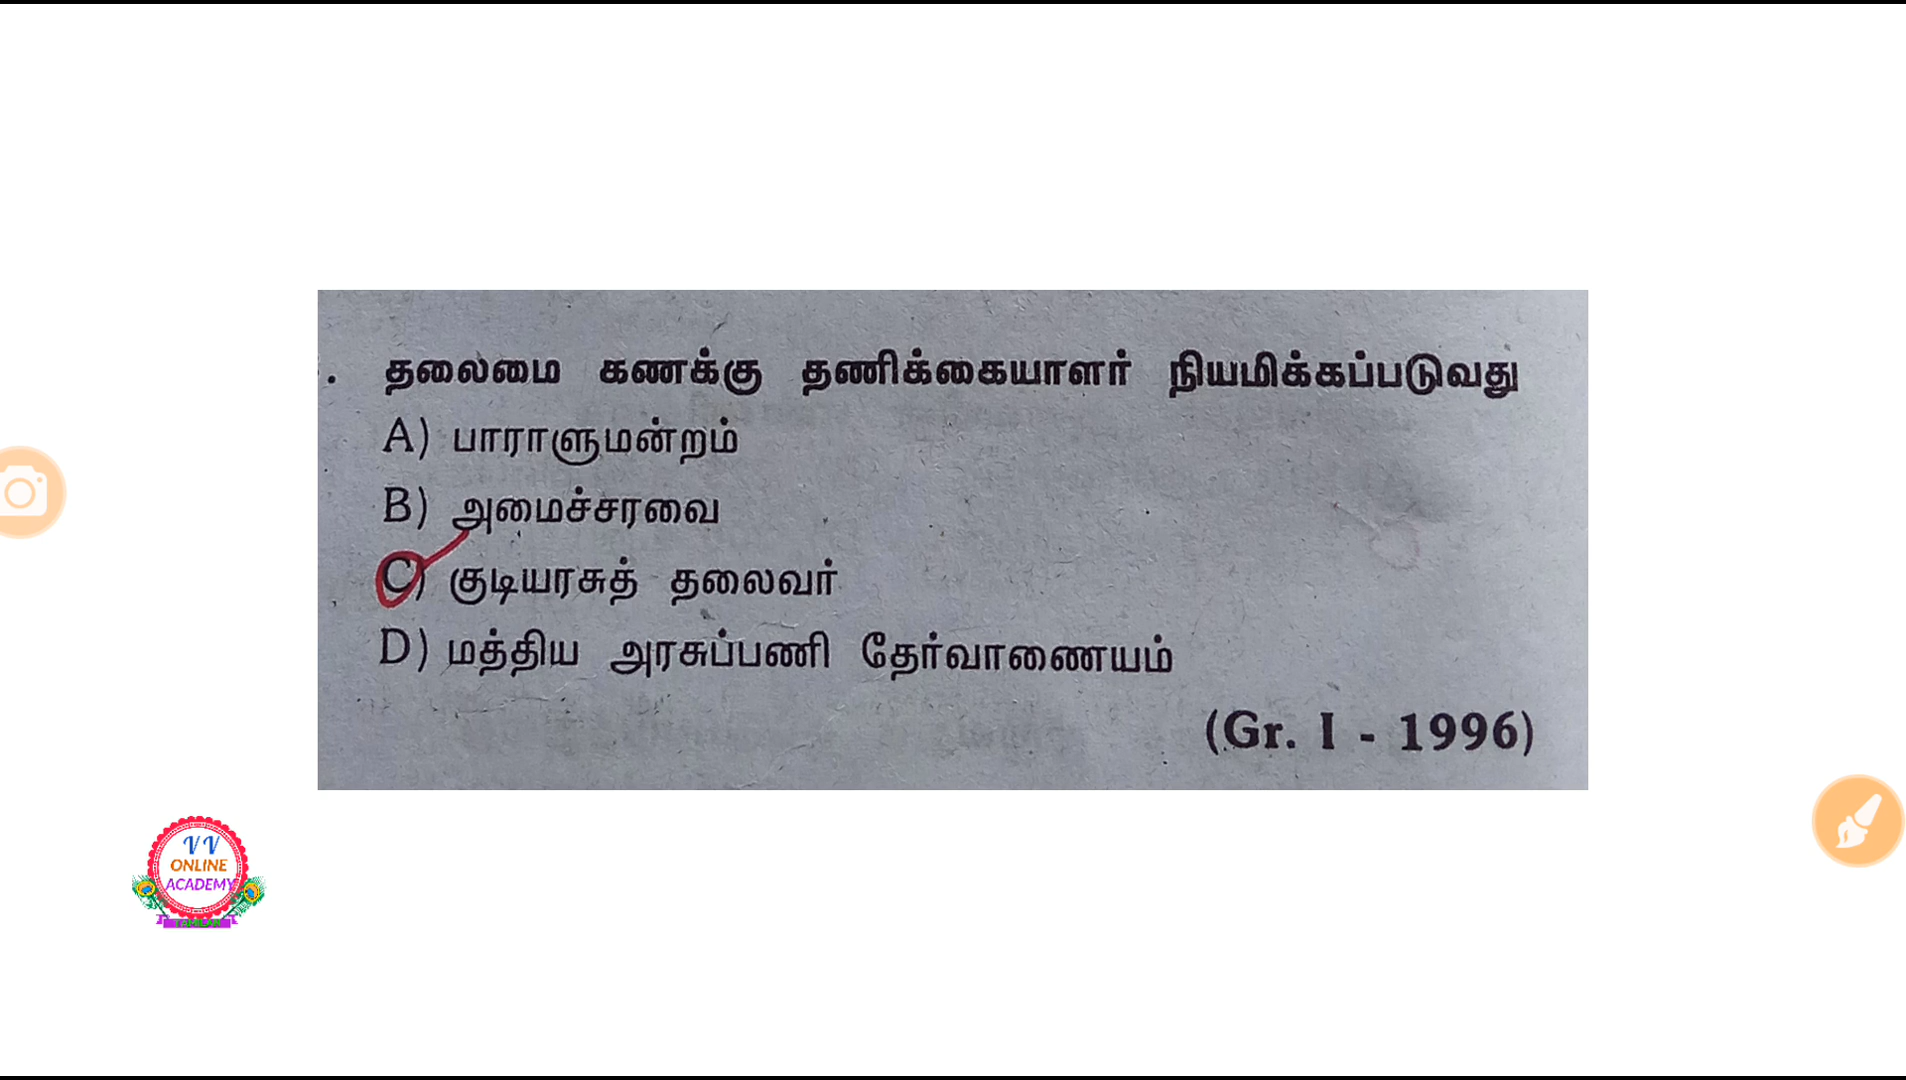 . தலைமை கணக்கு தணிக்கையாளர் நியமிக்கப்படுவது
A) பாராளுமன்றம்
B) அமைச்சரவை
C) குடியரசுத் தலைவர்
D) மத்திய அரசுப்பணி தேர்வாணையம்
(Gr. I - 1996)
VV
ONLINE
ACADEMY